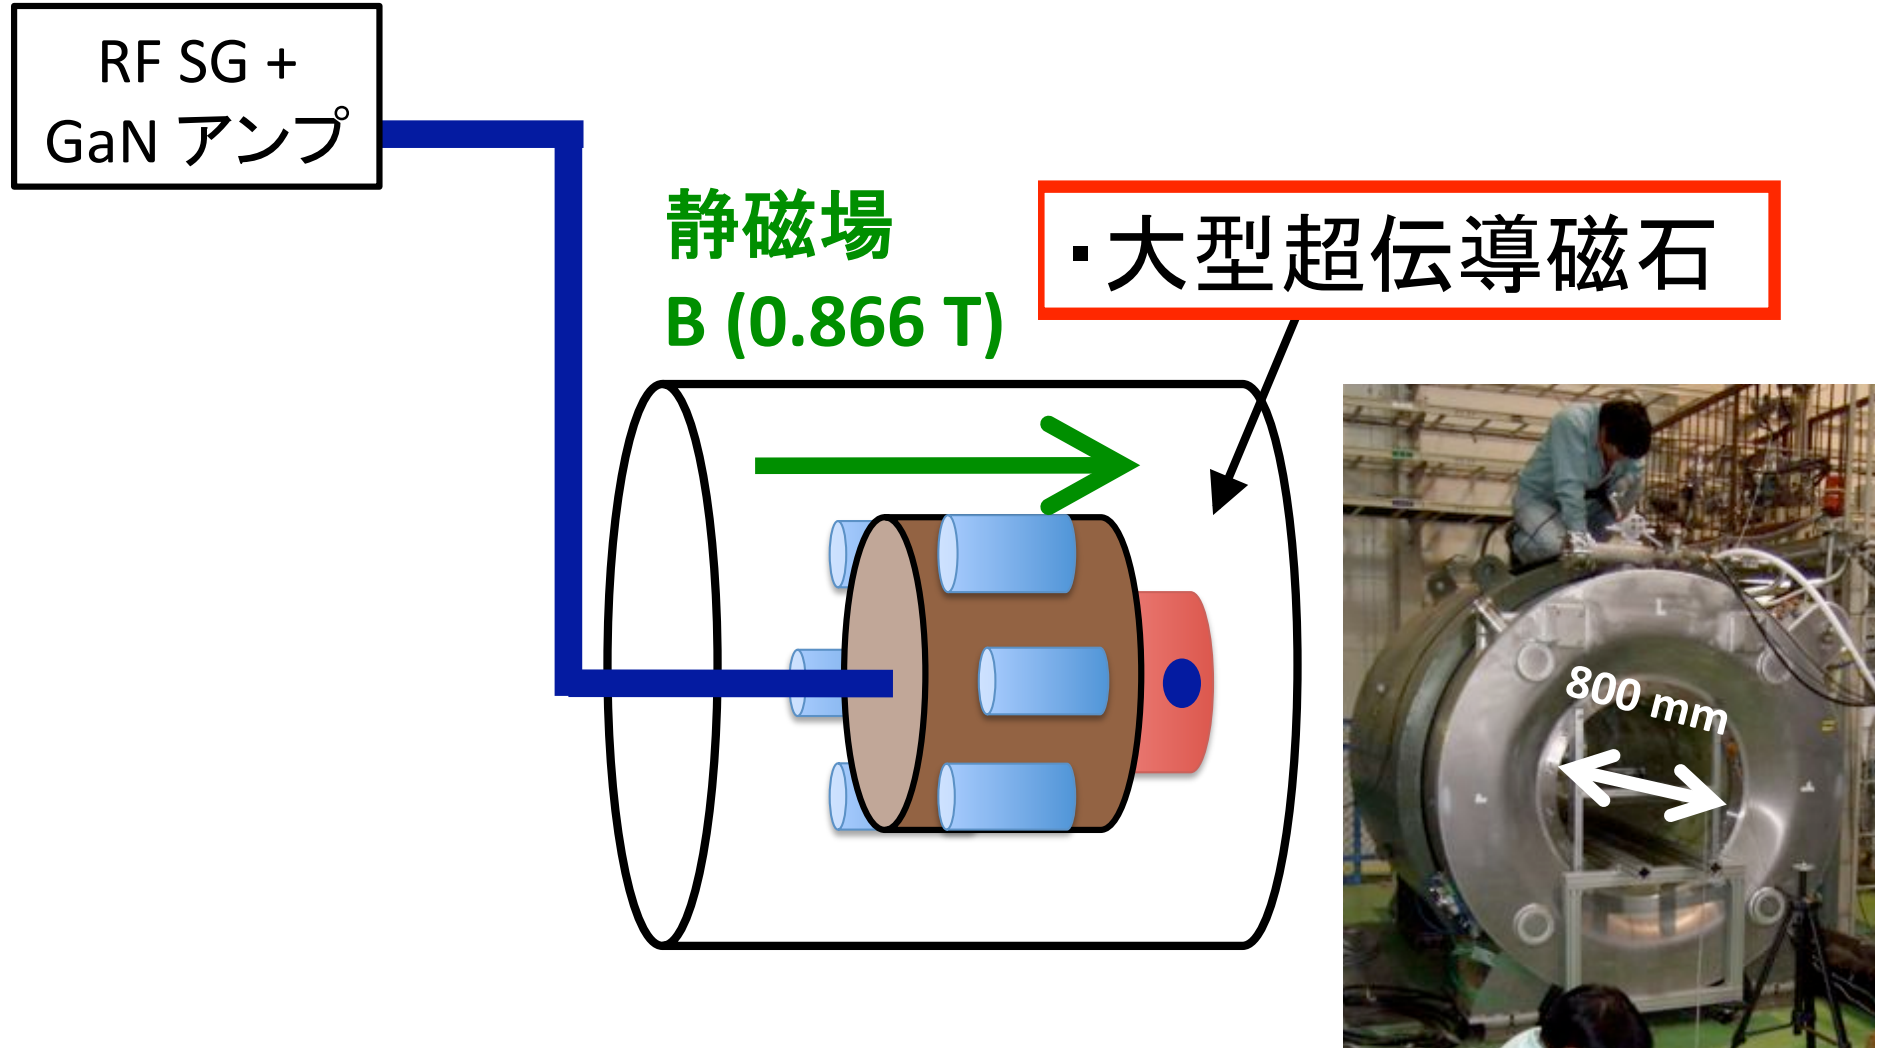 RF SG +
GaN アンプ
静磁場
B (0.866 T)
・大型超伝導磁石
800 mm